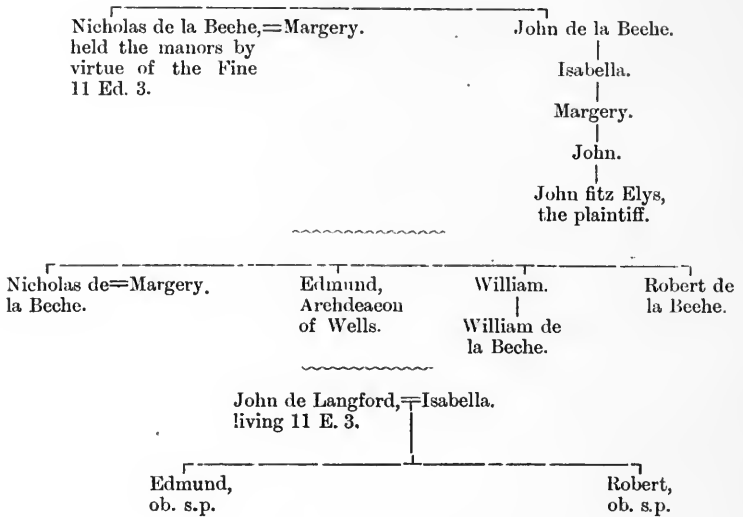 Nicholas de la Beche,=Margery.
held the manors by
virtue of the Fine
11 Ed. 3.
John de la Beche.
Isabella.
Margery.
John.
John fitz Elys,
the plaintiff.
Nicholas de=Margery.
la Beche.
Edmund,
Archdeacon
of Wells.
William.
William de
la Beche.
Robert de
la Beche.
John de Langford,=Isabella.
living 11 E. 3.
Edmund,
ob. s.p.
Robert,
ob. s.p.